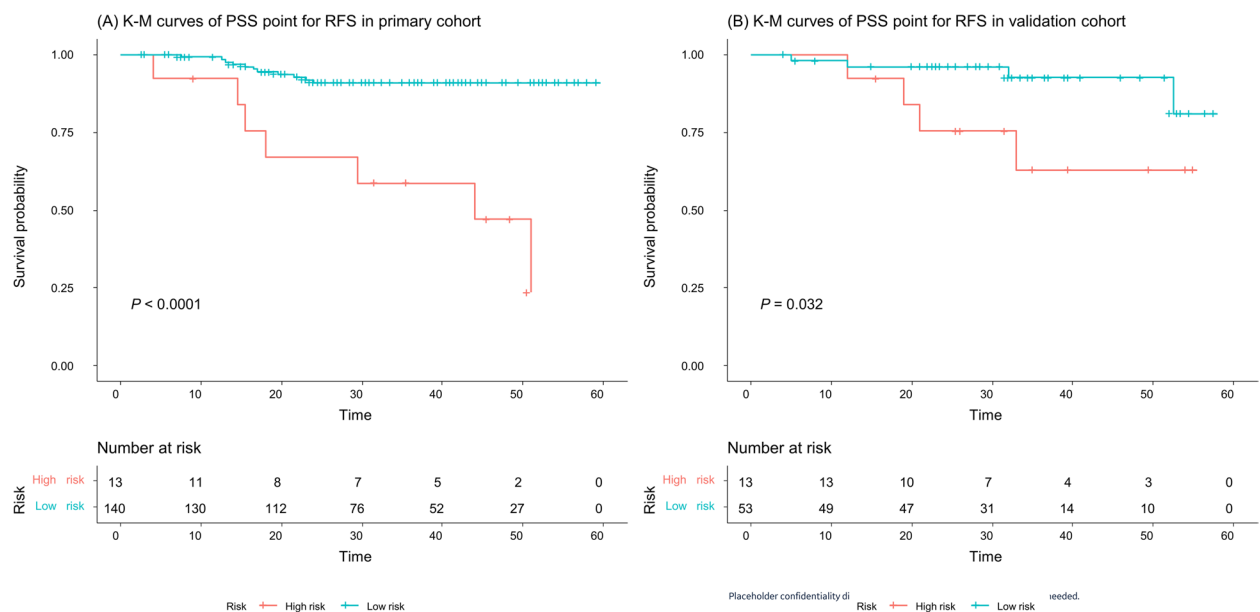 (A) K-M curves of PSS point for RFS in primary cohort
1.00
0.75
0.50
0.25
0.00
Survival probability
P < 0.0001
0 10 20 30 40 50 60
Time
Number at risk
Risk
High risk 13 11 8 7 5 2 0
Low risk 140 130 112 76 52 27 0
0 10 20 30 40 50 60
Time
Risk High risk Low risk
(B) K-M curves of PSS point for RFS in validation cohort
1.00
0.75
0.50
0.25
0.00
Survival probability
P = 0.032
0 10 20 30 40 50 60
Time
Number at risk
Risk
High risk 13 13 10 7 4 3 0
Low risk 53 49 47 31 14 10 0
0 10 20 30 40 50 60
Time
Placeholder confidentiality
Risk High risk Low risk